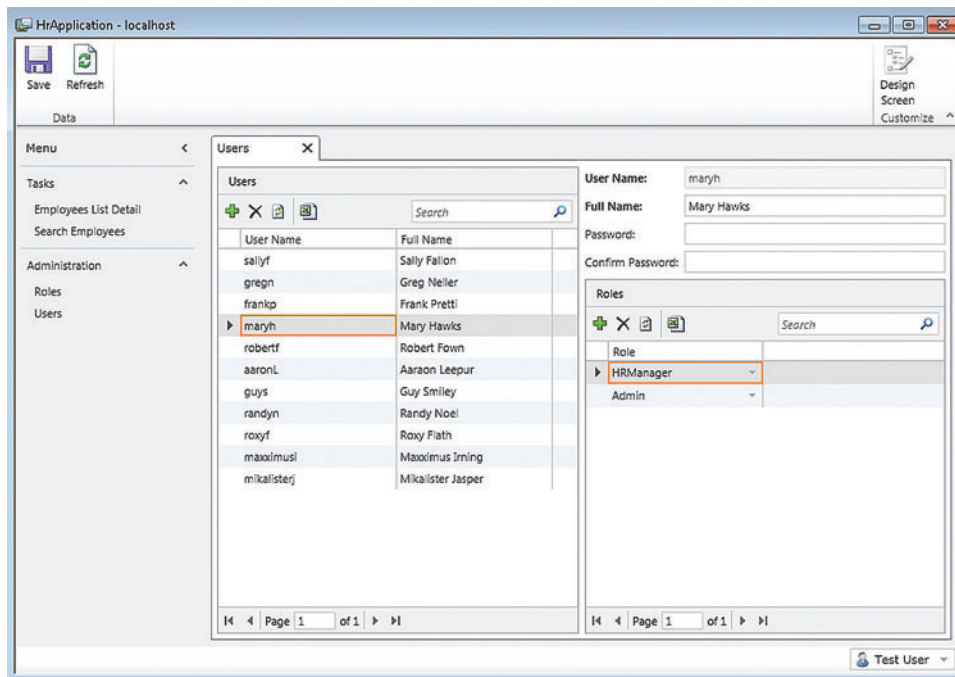 HrApplication - localhost
Save Refresh
Design Screen
Data
Customize
Menu
Users
Tasks
Employees List Detail
Search Employees
Administration
Roles
Users
Users
Search
User Name Full Name
sallyf Sally Fallon
gregn Greg Neller
frankp Frank Pretti
maryh Mary Hawks
robertf Robert Fown
aaronL Aaraon Leepur
guys Guy Smiley
randyn Randy Noel
roxyf Roxy Flath
maxximusi Maxximus Irning
mikalisterj Mikalister Jasper
Page 1 of 1
User Name: maryh
Full Name: Mary Hawks
Password:
Confirm Password:
Roles
Search
Role
HRManager
Admin
Page 1 of 1
Test User